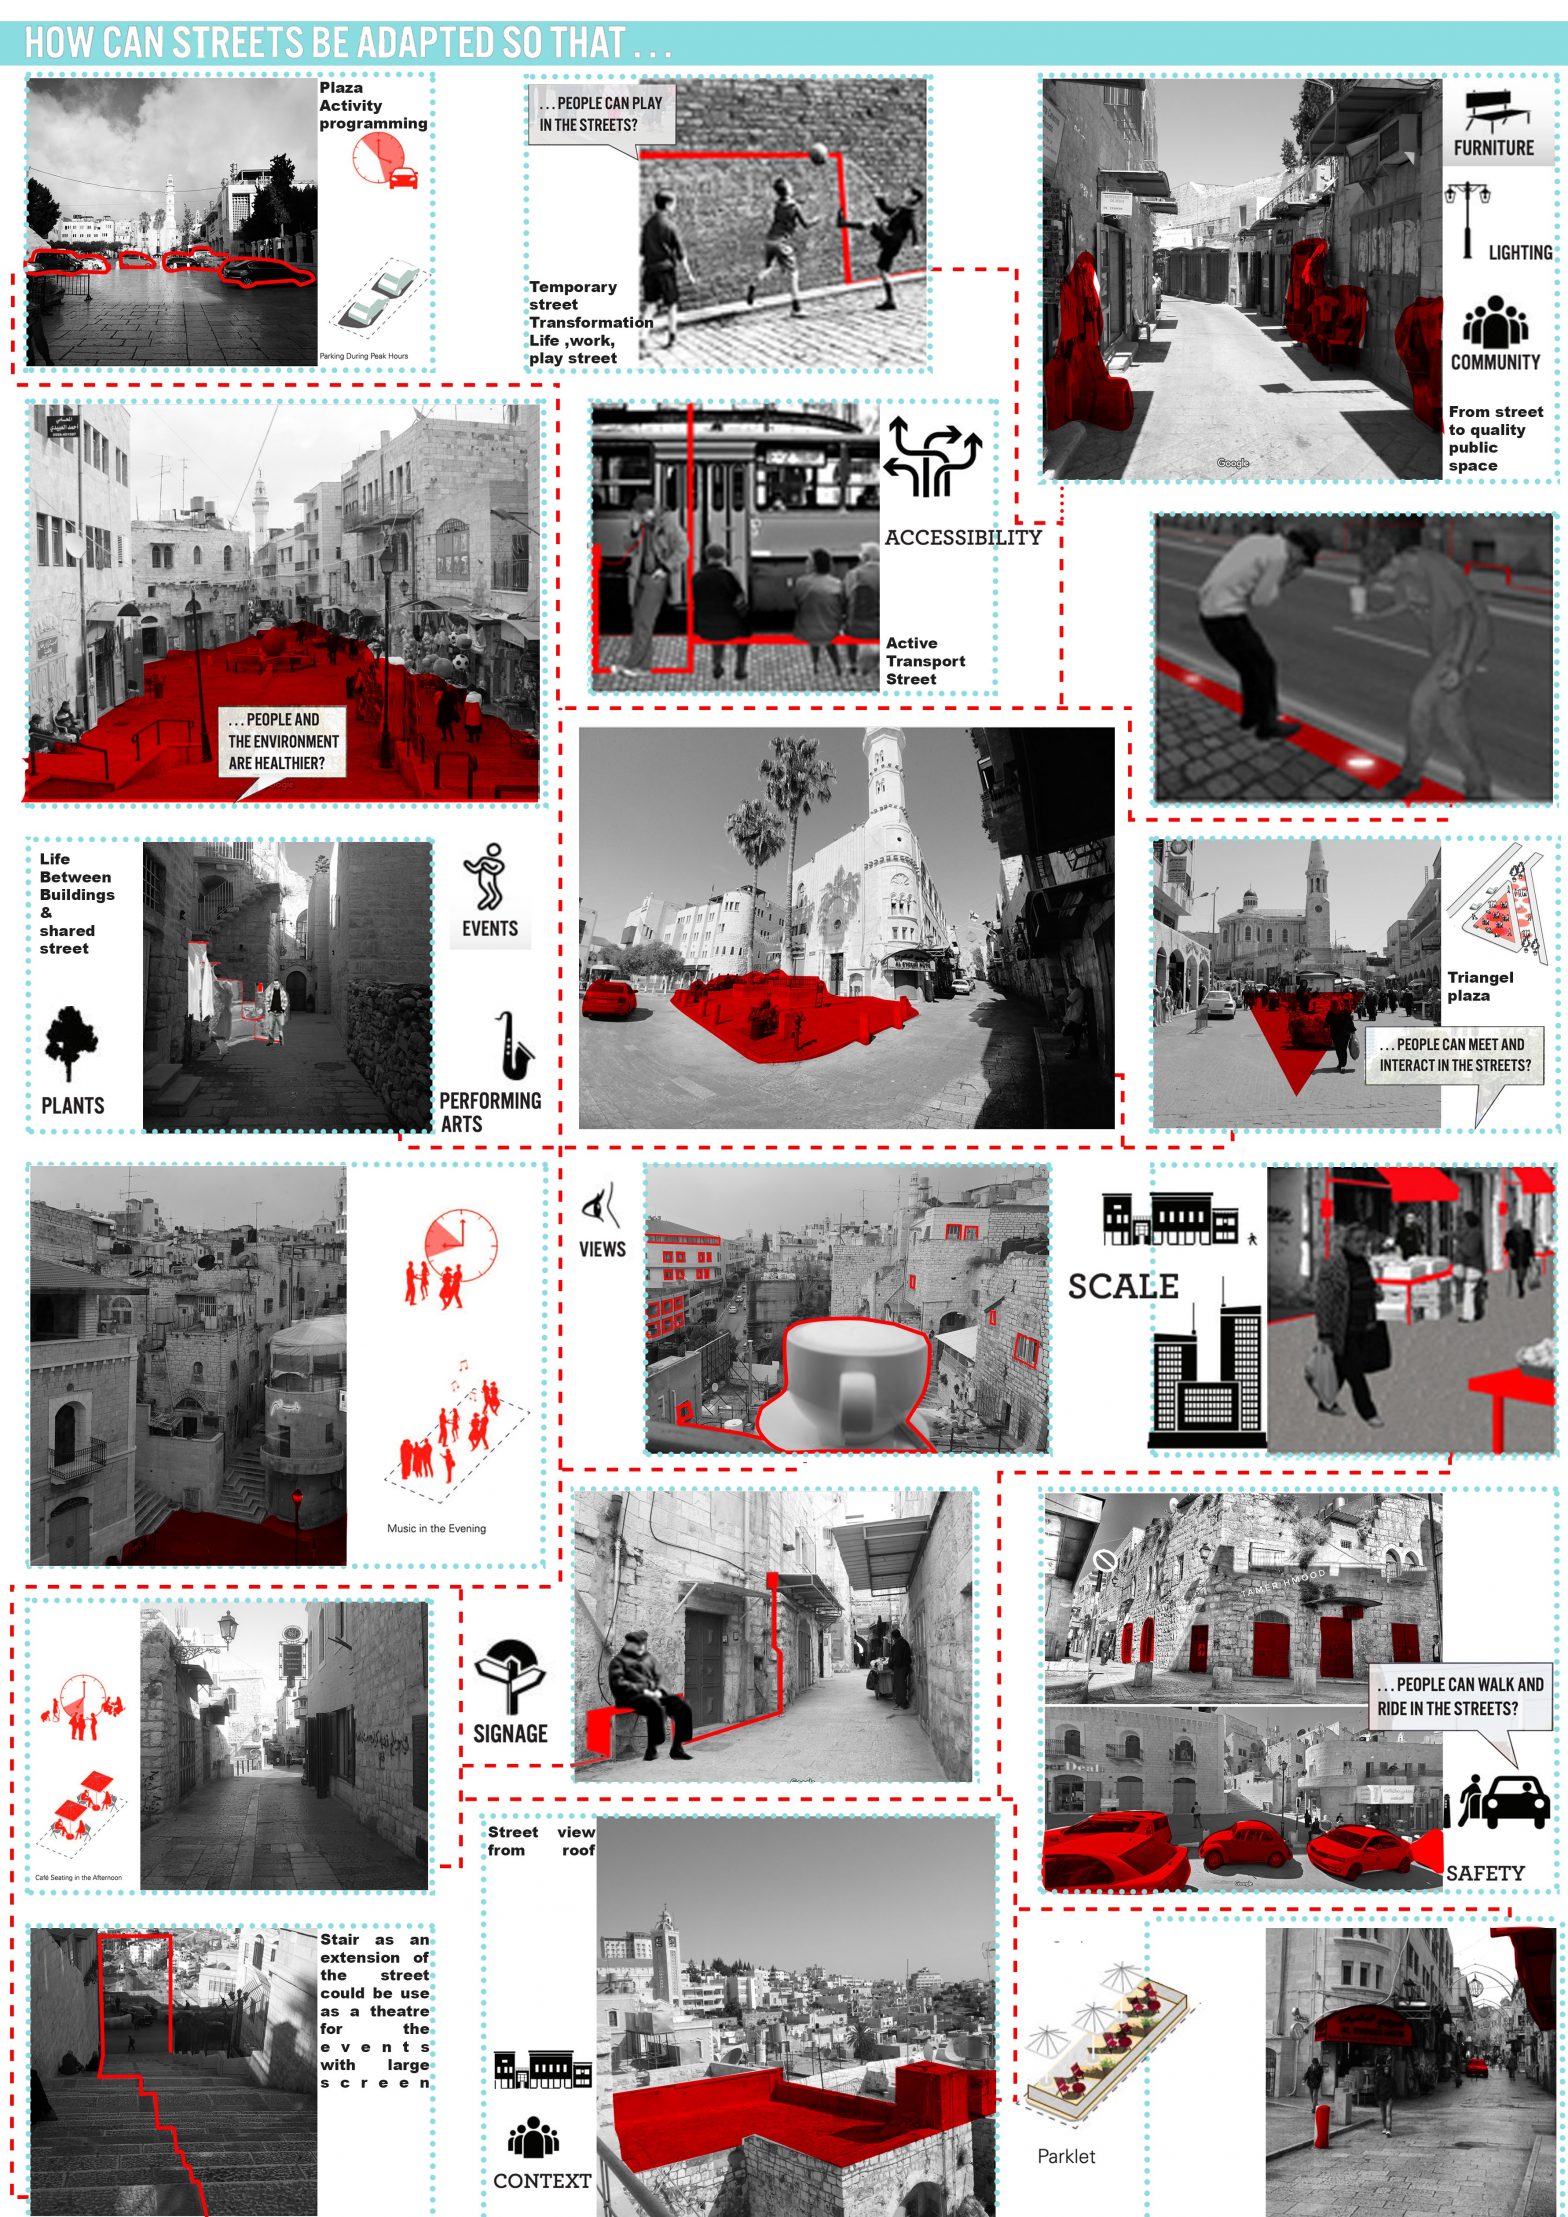 HOW CAN STREETS BE ADAPTED SO THAT . . .
Plaza
Activity
programming
Parking During Peak Hours
. . . PEOPLE CAN PLAY
IN THE STREETS?
Temporary
street
Transformation
Life ,work,
play street
FURNITURE
LIGHTING
COMMUNITY
From street
to quality
public
space
Google
المحامي
. . . PEOPLE AND
THE ENVIRONMENT
ARE HEALTHIER?
ACCESSIBILITY
Active
Transport
Street
Life
Between
Buildings
&
shared
street
PLANTS
EVENTS
PERFORMING
ARTS
Triangel
plaza
. . . PEOPLE CAN MEET AND
INTERACT IN THE STREETS?
Music in the Evening
VIEWS
SCALE
Café Seating in the Afternoon
SIGNAGE
TAMER HMOOD
. . . PEOPLE CAN WALK AND
RIDE IN THE STREETS?
Deal
Google
SAFETY
Stair as an
extension of
the street
could be use
as a theatre
for the
events
with large
screen
Street view
from roof
CONTEXT
Parklet